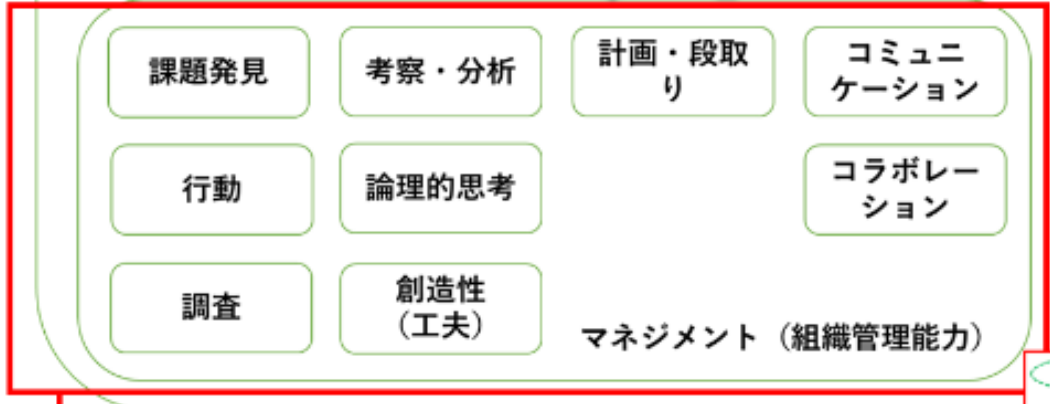 課題発見
考察・分析
計画・段取
り
コミュニ
ケーション
行動
論理的思考
コラボレー
ション
調査
創造性
（工夫）
マネジメント（組織管理能力）